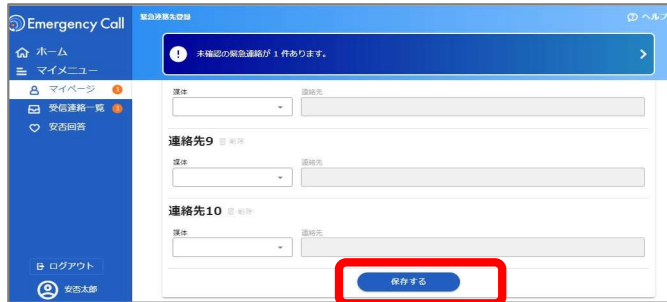 Emergency Call
緊急連絡先登録
ヘルプ
ホーム
マイメニュー
マイページ 1
受信連絡一覧 1
安否回答
ログアウト
安否太郎
未確認の緊急連絡が 1 件あります。
媒体 連絡先
連絡先9 削除
媒体 連絡先
連絡先10 削除
媒体 連絡先
保存する